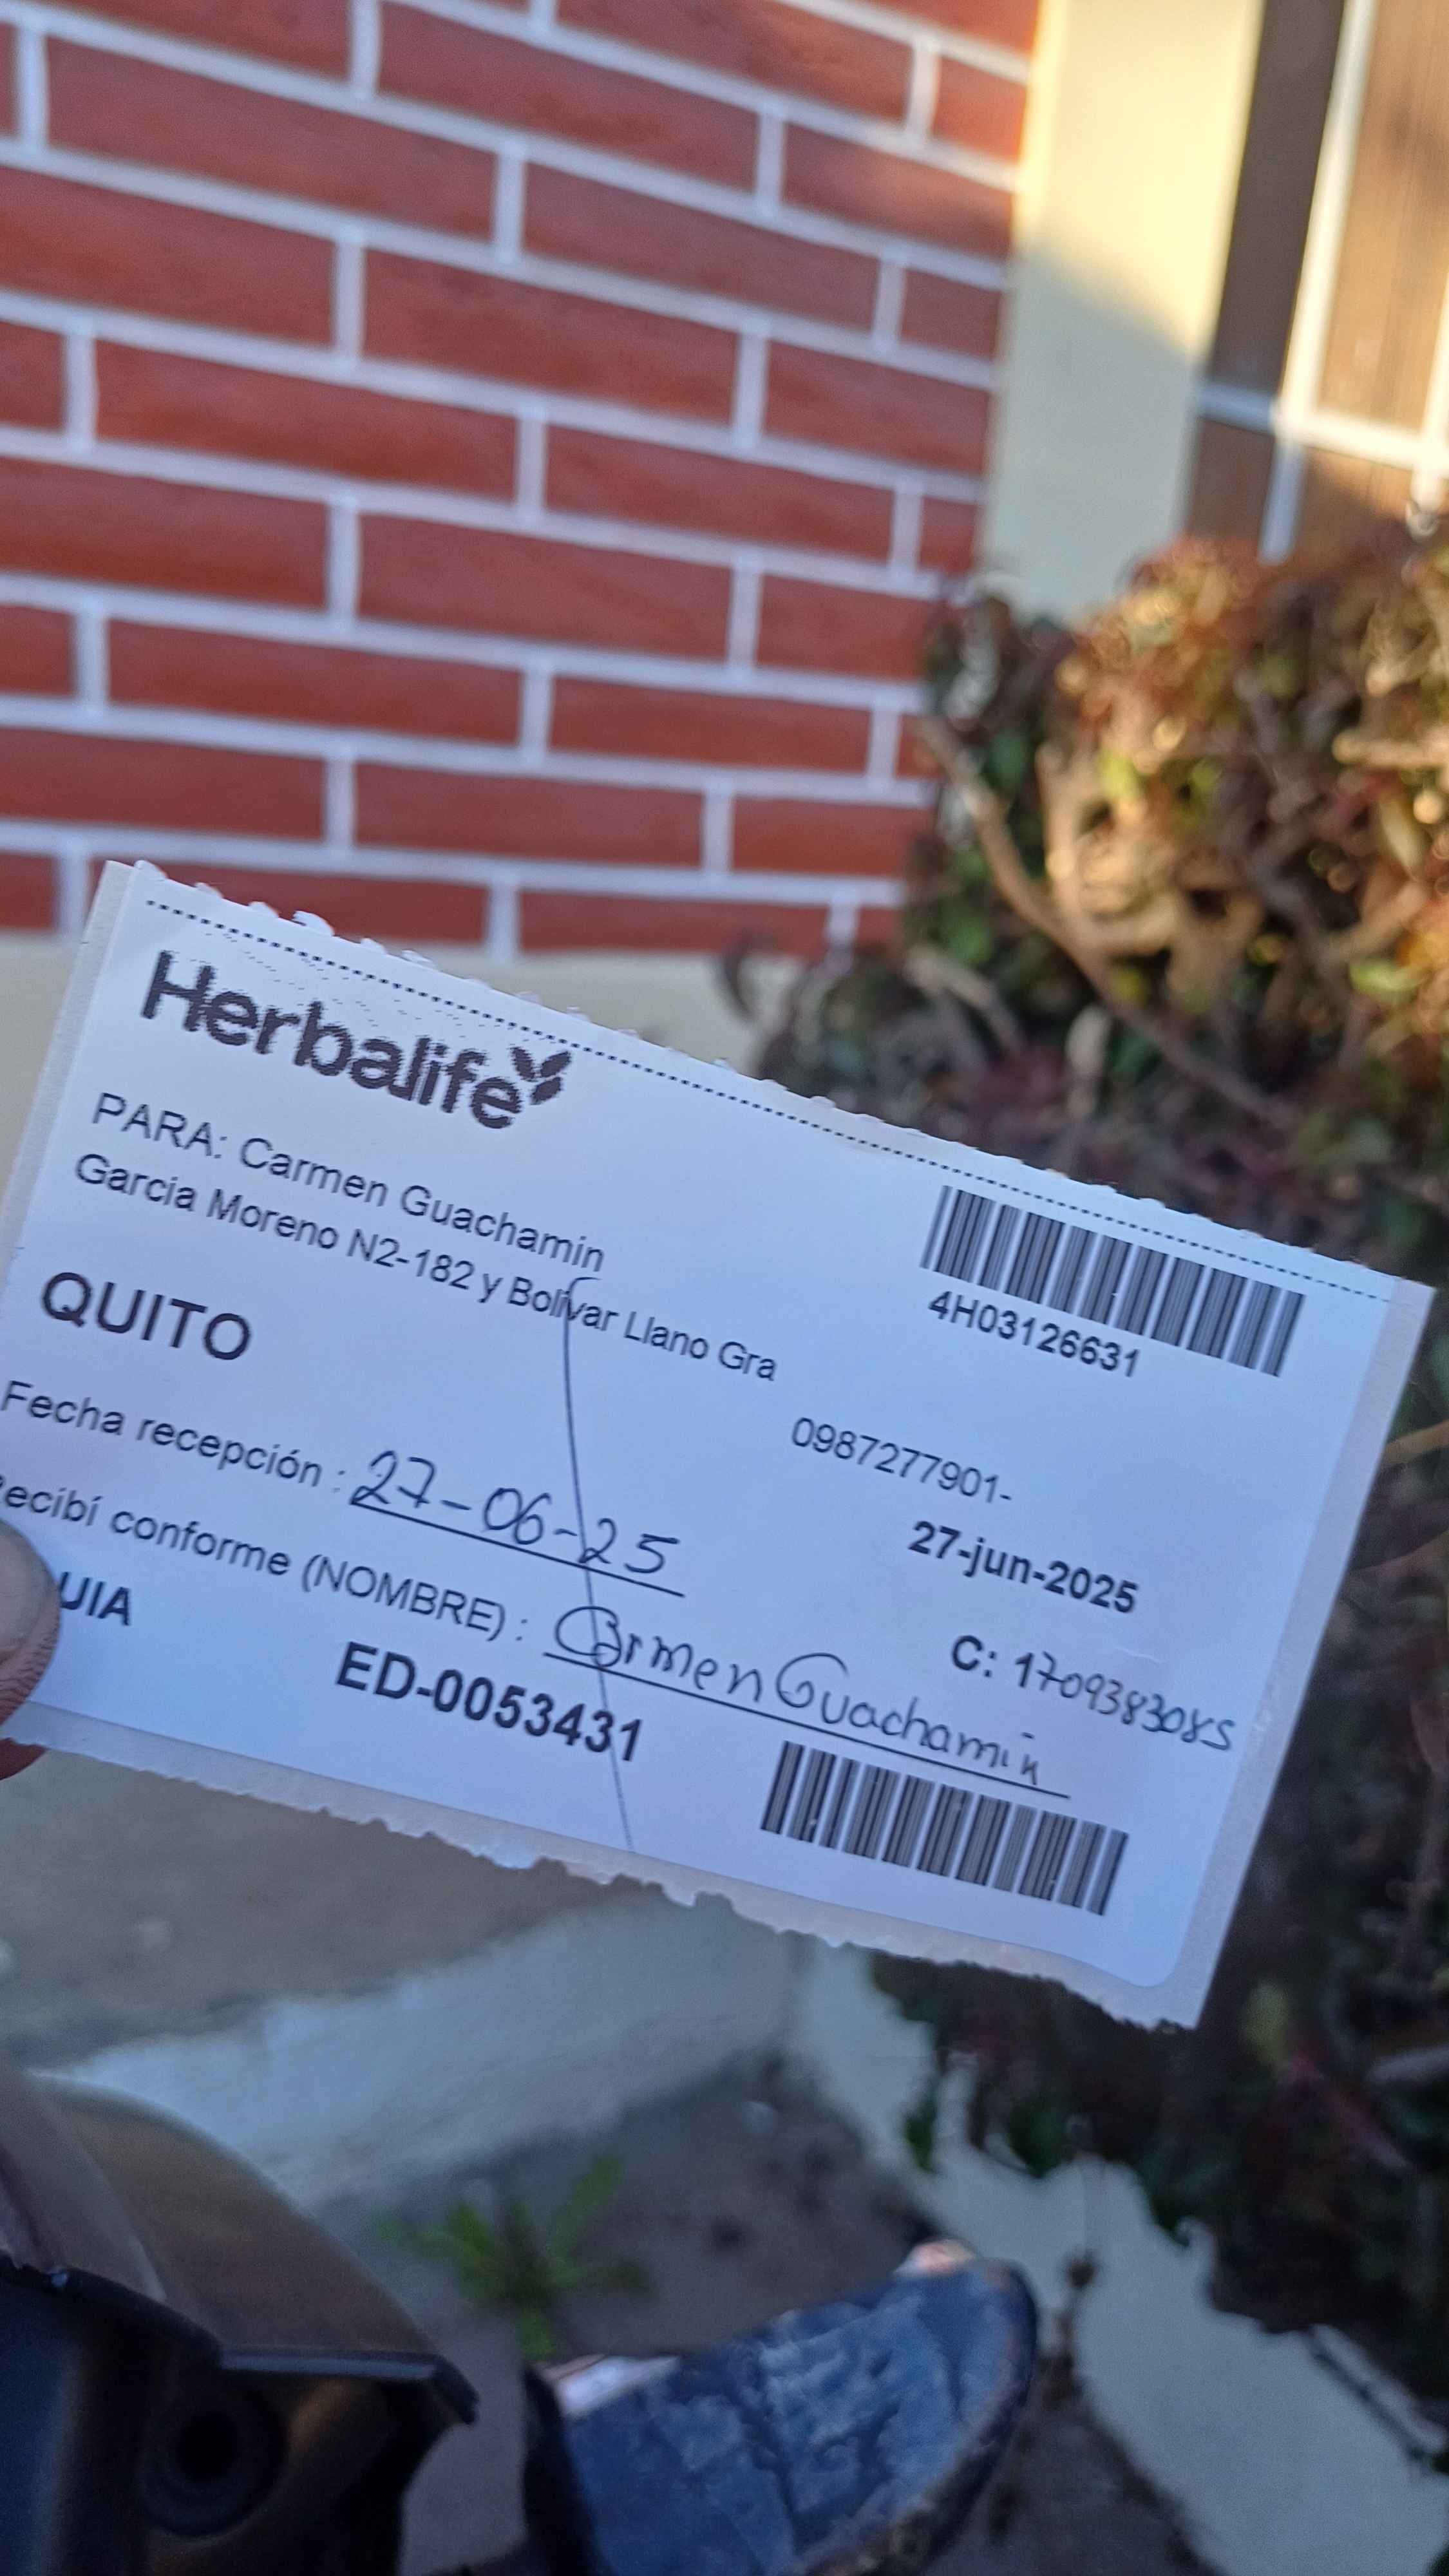 Herbalife
PARA: Carmen Guachamin
Garcia Moreno N2-182 y Bolivar Llano Gra
4H03126631
QUITO
0987277901-
Fecha recepción : 27-06-25
27-jun-2025
ecibí conforme (NOMBRE) : Carmen Guachamin
C: 1709383085
UIA
ED-0053431